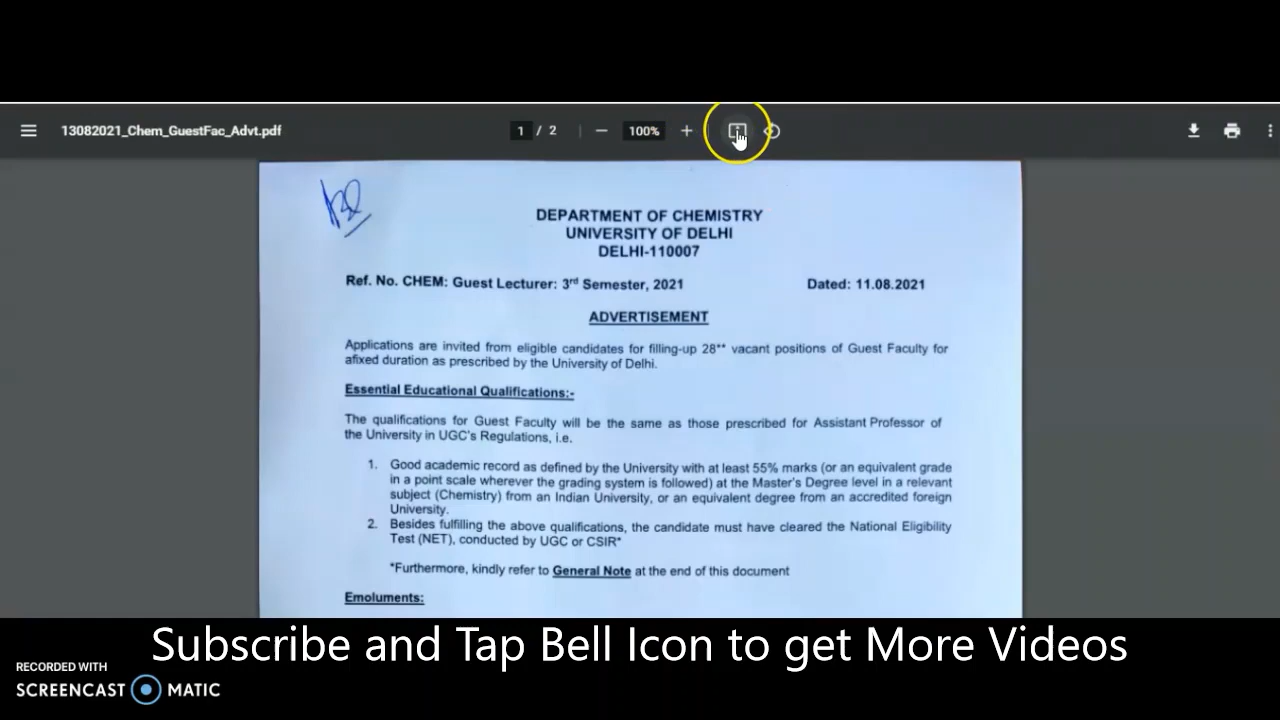 13082021_Chem_GuestFac_Advt.pdf
1 / 2
100%
DEPARTMENT OF CHEMISTRY
UNIVERSITY OF DELHI
DELHI-110007
Ref. No. CHEM: Guest Lecturer: 3rd Semester, 2021 Dated: 11.08.2021
ADVERTISEMENT
Applications are invited from eligible candidates for filling-up 28** vacant positions of Guest Faculty for
afixed duration as prescribed by the University of Delhi.
Essential Educational Qualifications:-
The qualifications for Guest Faculty will be the same as those prescribed for Assistant Professor of
the University in UGC's Regulations, i.e.
1. Good academic record as defined by the University with at least 55% marks (or an equivalent grade
in a point scale wherever the grading system is followed) at the Master's Degree level in a relevant
subject (Chemistry) from an Indian University, or an equivalent degree from an accredited foreign
University.
2. Besides fulfilling the above qualifications, the candidate must have cleared the National Eligibility
Test (NET), conducted by UGC or CSIR*
*Furthermore, kindly refer to General Note at the end of this document
Emoluments:
Subscribe and Tap Bell Icon to get More Videos
RECORDED WITH
SCREENCAST MATIC